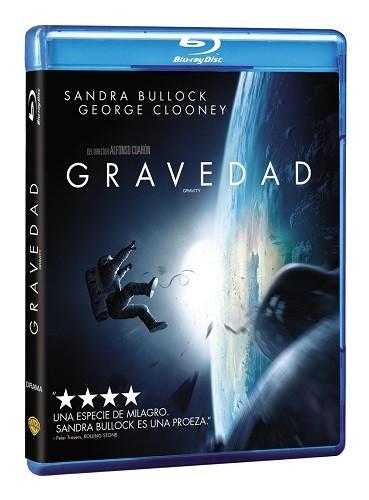 Blu-ray Disc
SANDRA BULLOCK
GEORGE CLOONEY
DEL DIRECTOR ALFONSO CUARÓN
GRAVEDAD
GRAVITY
★★★★
UNA ESPECIE DE MILAGRO.
SANDRA BULLOCK ES UNA PROEZA.
– Peter Travers, ROLLING STONE
GRAVEDAD
DRAMA